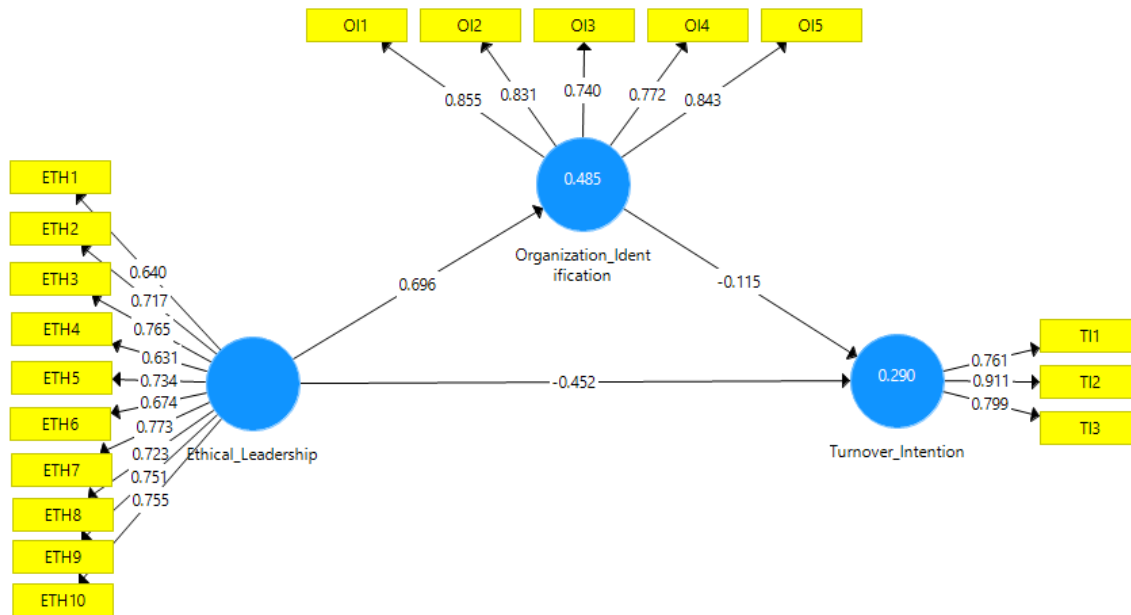 OI1
OI2
OI3
OI4
OI5
0.855
0.831
0.740
0.772
0.843
0.485
Organization_Ident
ification
ETH1
ETH2
ETH3
ETH4
ETH5
ETH6
ETH7
ETH8
ETH9
ETH10
0.640
0.717
0.765
0.631
0.734
0.674
0.773
0.723
0.751
0.755
Ethical_Leadership
0.696
-0.115
-0.452
0.290
Turnover_Intention
0.761
0.911
0.799
TI1
TI2
TI3